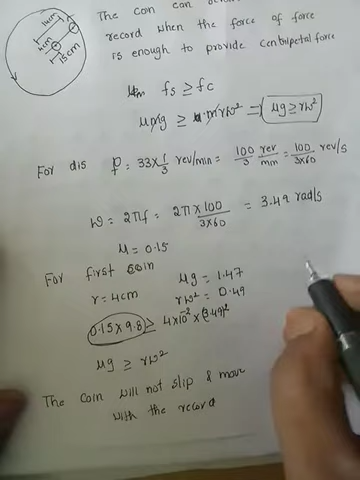 The coin can
record when the force of force
is enough to provide centripetal force
14cm
4cm
15cm
fs ≥ fc
μmg ≥ mrω² = μg ≥ rω²
For dis f = 33 × 1/3 rev/min = 100/3 rev/min = 100/3×60 rev/s
ω = 2πf = 2π × 100/3×60 = 3.49 rad/s
μ = 0.15
For first coin
r = 4cm μg = 1.47
rω² = 0.49
0.15 × 9.8 ≥ 4×10⁻² × (3.49)²
μg ≥ rω²
The coin will not slip & move
with the record